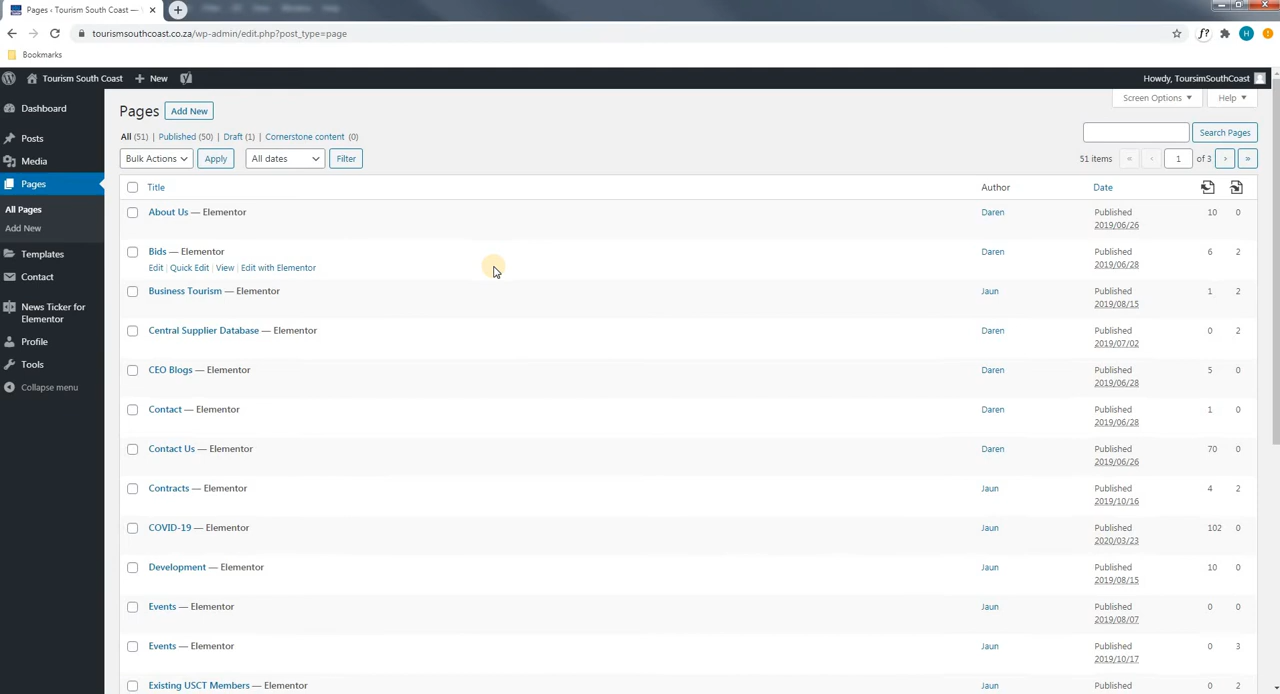 Pages ‹ Tourism South Coast —
tourismsouthcoast.co.za/wp-admin/edit.php?post_type=page
Bookmarks
Tourism South Coast
New
Howdy, ToursimSouthCoast
Dashboard
Posts
Media
Pages
All Pages
Add New
Templates
Contact
News Ticker for
Elementor
Profile
Tools
Collapse menu
Screen Options
Help
Pages Add New
All (51) | Published (50) | Draft (1) | Cornerstone content (0)
Search Pages
Bulk Actions Apply All dates Filter
51 items « ‹ 1 of 3 › »
Title Author Date
About Us — Elementor Daren Published 10 0
2019/06/26
Bids — Elementor Daren Published 6 2
2019/06/28
Edit | Quick Edit | View | Edit with Elementor
Business Tourism — Elementor Jaun Published 1 2
2019/08/15
Central Supplier Database — Elementor Daren Published 0 2
2019/07/02
CEO Blogs — Elementor Daren Published 5 0
2019/06/28
Contact — Elementor Daren Published 1 0
2019/06/28
Contact Us — Elementor Daren Published 70 0
2019/06/26
Contracts — Elementor Jaun Published 4 2
2019/10/16
COVID-19 — Elementor Jaun Published 102 0
2020/03/23
Development — Elementor Jaun Published 10 0
2019/08/15
Events — Elementor Jaun Published 0 0
2019/08/07
Events — Elementor Jaun Published 0 3
2019/10/17
Existing USCT Members — Elementor Jaun Published 0 2